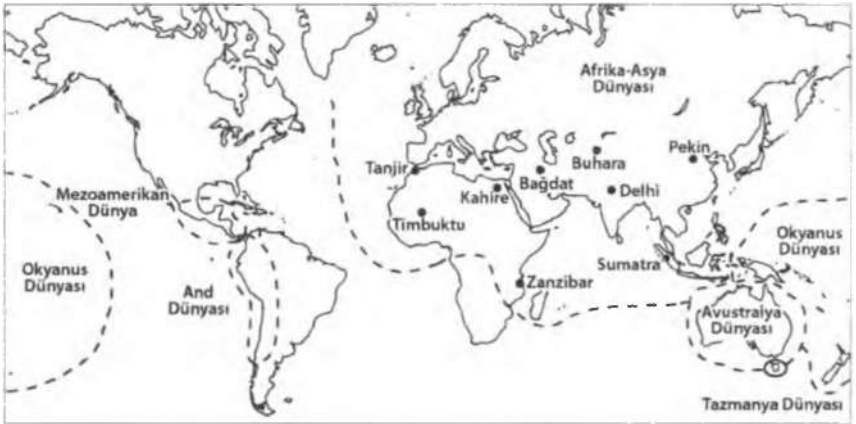 Afrika-Asya
Dünyası
Pekin
Buhara
Tanjir
Bağdat
Delhi
Kahire
Mezoamerikan
Dünya
Timbuktu
Okyanus
Dünyası
Sumatra
Okyanus
Dünyası
And
Dünyası
Zanzibar
Avustralya
Dünyası
Tazmanya Dünyası